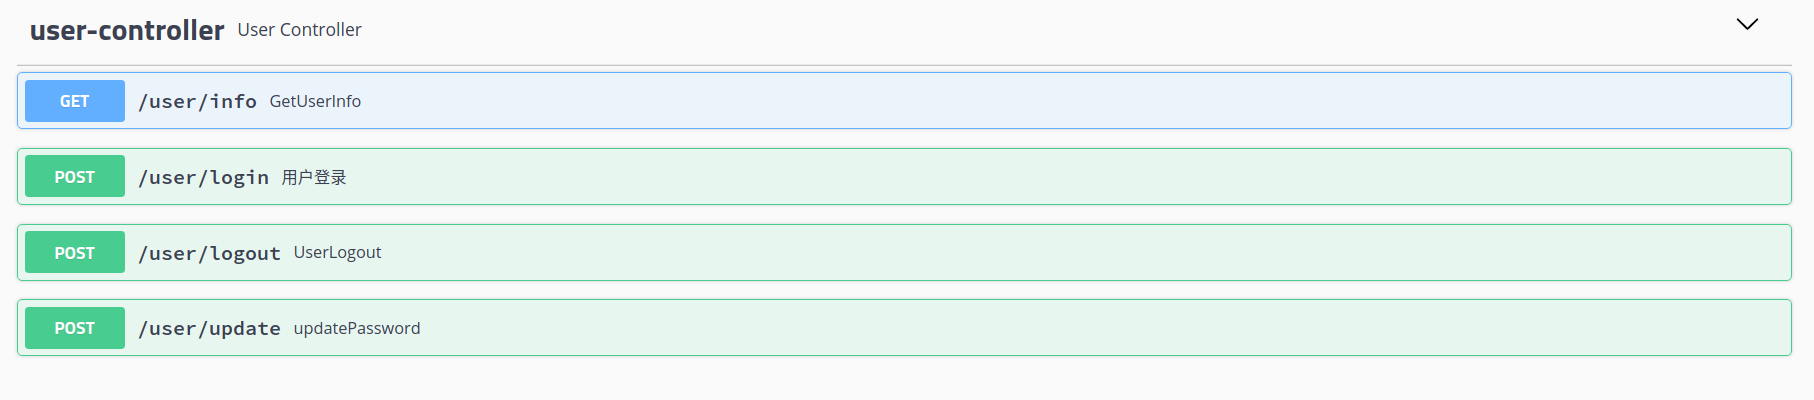 user-controller User Controller
GET /user/info GetUserInfo
POST /user/login 用户登录
POST /user/logout UserLogout
POST /user/update updatePassword